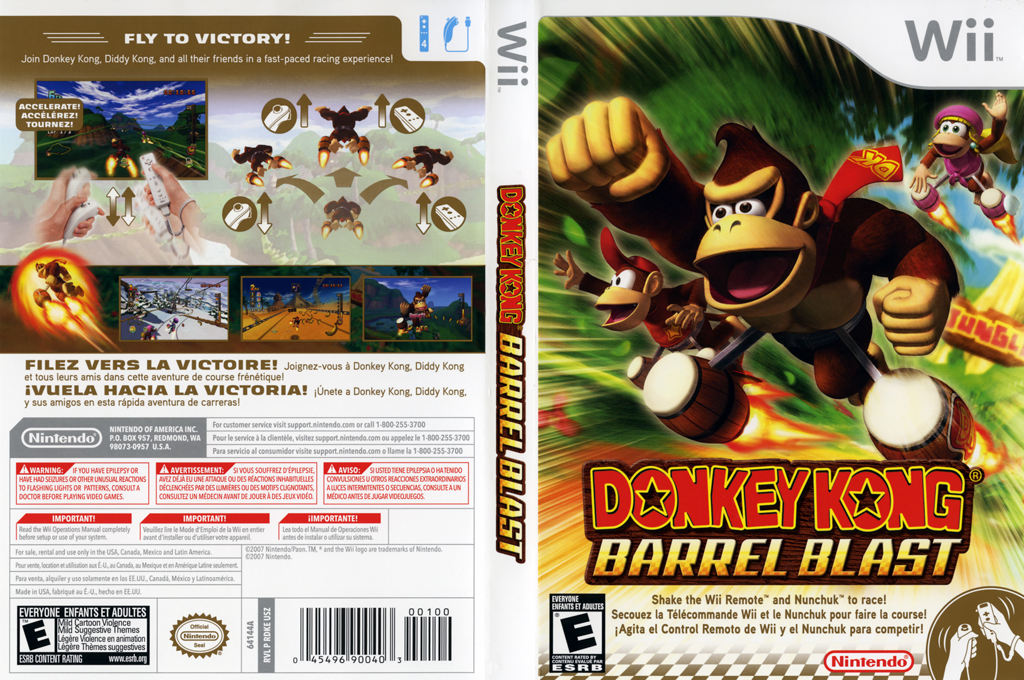 FLY TO VICTORY!
4
Join Donkey Kong, Diddy Kong, and all their friends in a fast-paced racing experience!
ACCELERATE!
ACCÉLÉREZ!
TOURNEZ!
FILEZ VERS LA VICTOIRE! Joignez-vous à Donkey Kong, Diddy Kong
et tous leurs amis dans cette aventure de course frénétique!
¡VUELA HACIA LA VICTORIA! ¡Únete a Donkey Kong, Diddy Kong,
y sus amigos en esta rápida aventura de carreras!
Nintendo®
NINTENDO OF AMERICA INC.
P.O. BOX 957, REDMOND, WA
98073-0957 U.S.A.
For customer service visit support.nintendo.com or call 1-800-255-3700
Pour le service à la clientèle, visitez support.nintendo.com ou appelez le 1-800-255-3700
Para servicio al consumidor visite support.nintendo.com o llame la 1-800-255-3700
WARNING: IF YOU HAVE EPILEPSY OR
HAVE HAD SEIZURES OR OTHER UNUSUAL REACTIONS
TO FLASHING LIGHTS OR PATTERNS, CONSULT A
DOCTOR BEFORE PLAYING VIDEO GAMES.
AVERTISSEMENT: SI VOUS SOUFFREZ D'ÉPILEPSIE,
AVEZ DÉJÀ EU UNE ATTAQUE OU DES RÉACTIONS INHABITUELLES
DÉCLENCHÉES PAR DES LUMIÈRES OU DES MOTIFS CLIGNOTANTS,
CONSULTEZ UN MÉDECIN AVANT DE JOUER À DES JEUX VIDÉO.
AVISO: SI USTED TENE EPILEPSIA O HA TENIDO
CONVULSIONES U OTROS REACCIONES EXTRAORDINARIOS
A LUCES INTERMITENTES O SECUENCIAS, CONSULTE A UN
MÉDICO ANTES DE JUGAR VIDEOJUEGOS.
IMPORTANT!
Read the Wii Operations Manual completely
before setup or use of your system.
IMPORTANT!
Veuillez lire le Mode d'Emploi de la Wii en entier
avant d'installer ou d'utiliser votre appareil.
¡IMPORTANTE!
Lea todo el Manual de Operaciones Wii
antes de instalar o utilizar su sistema.
For sale, rental and use only in the USA, Canada, Mexico and Latin America.
Pour vente, location et utilisation aux É.-U., au Canada, au Mexique et en Amérique Latine seulement.
Para venta, alquiler y uso solamente en los EE.UU., Canadá, México y Latinoamérica.
Made in USA, fabriqué au É.-U., hecho en EE.UU.
©2007 Nintendo/Paon. TM, ® and the Wii logo are trademarks of Nintendo.
©2007 Nintendo.
EVERYONE ENFANTS ET ADULTES
E
Mild Cartoon Violence
Mild Suggestive Themes
Légère Violence en animation
Légère Thèmes suggestives
ESRB CONTENT RATING www.esrb.org
Official
Nintendo
Seal
64144A
RVL P RDKE USZ
00100
0 45496 90040 3
Wii™
DONKEY KONG BARREL BLAST
Wii™
DK
JUNGL
DONKEY KONG®
BARREL BLAST
Shake the Wii Remote™ and Nunchuk™ to race!
Secouez la Télécommande Wii et le Nunchuk pour faire la course!
¡Agita el Control Remoto de Wii y el Nunchuk para competir!
EVERYONE
ENFANTS ET ADULTES
E
CONTENT RATED BY
CONTENU ÉVALUÉ PAR
ESRB
Nintendo®